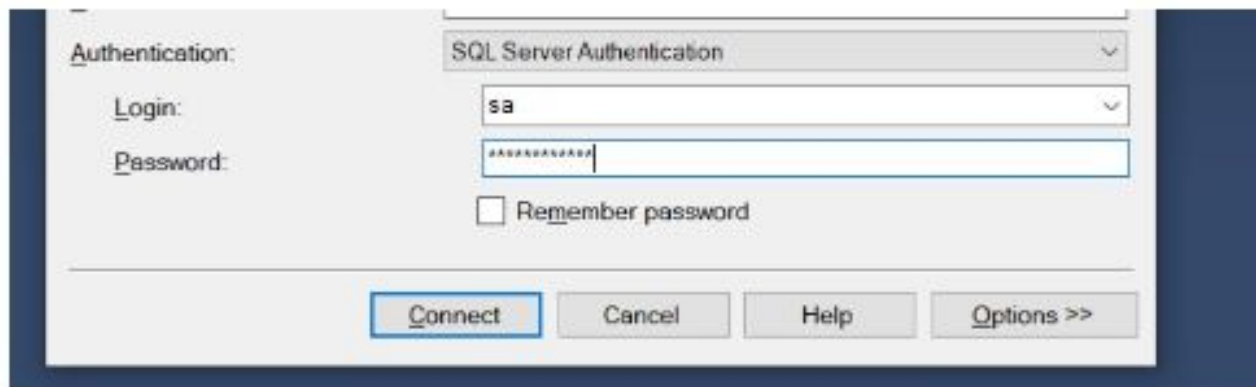 Authentication:
SQL Server Authentication
Login:
sa
Password:
************
Remember password
Connect
Cancel
Help
Options >>